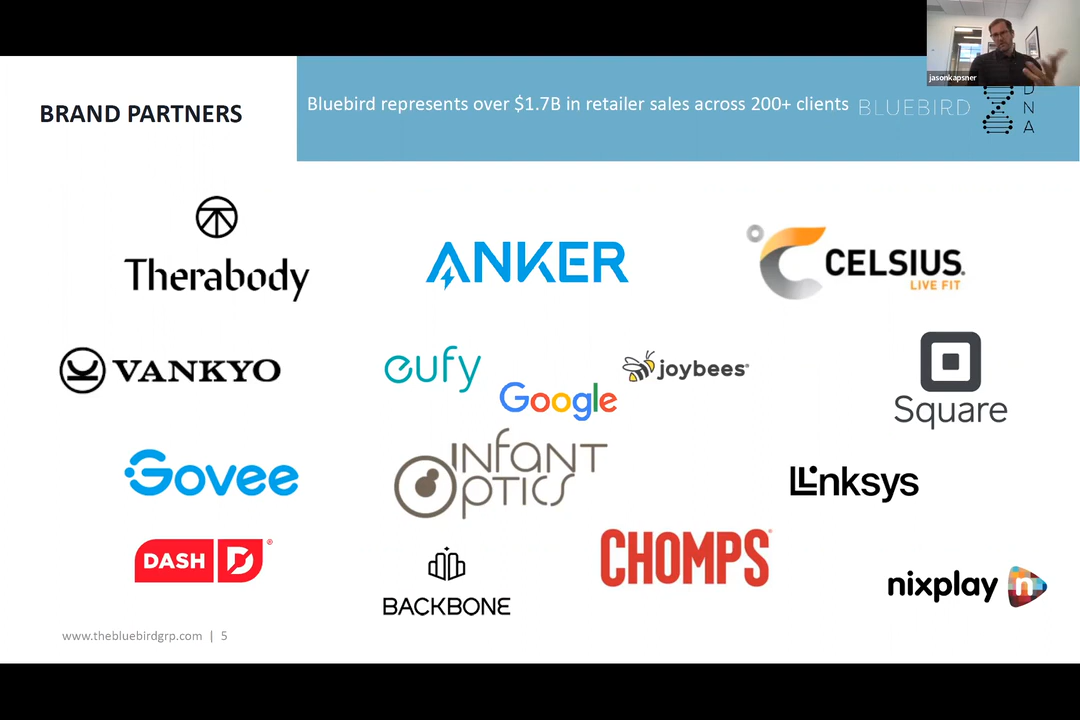 jasonkapsner
BRAND PARTNERS
Bluebird represents over $1.7B in retailer sales across 200+ clients
BLUEBIRD
DNA
Therabody
ANKER
CELSIUS.
LIVE FIT
VANKYO
eufy
Google
joybees®
Square
Govee
INFANT
OPTICS
Linksys
DASH D®
BACKBONE
CHOMPS®
nixplay n
www.thebluebirdgrp.com | 5